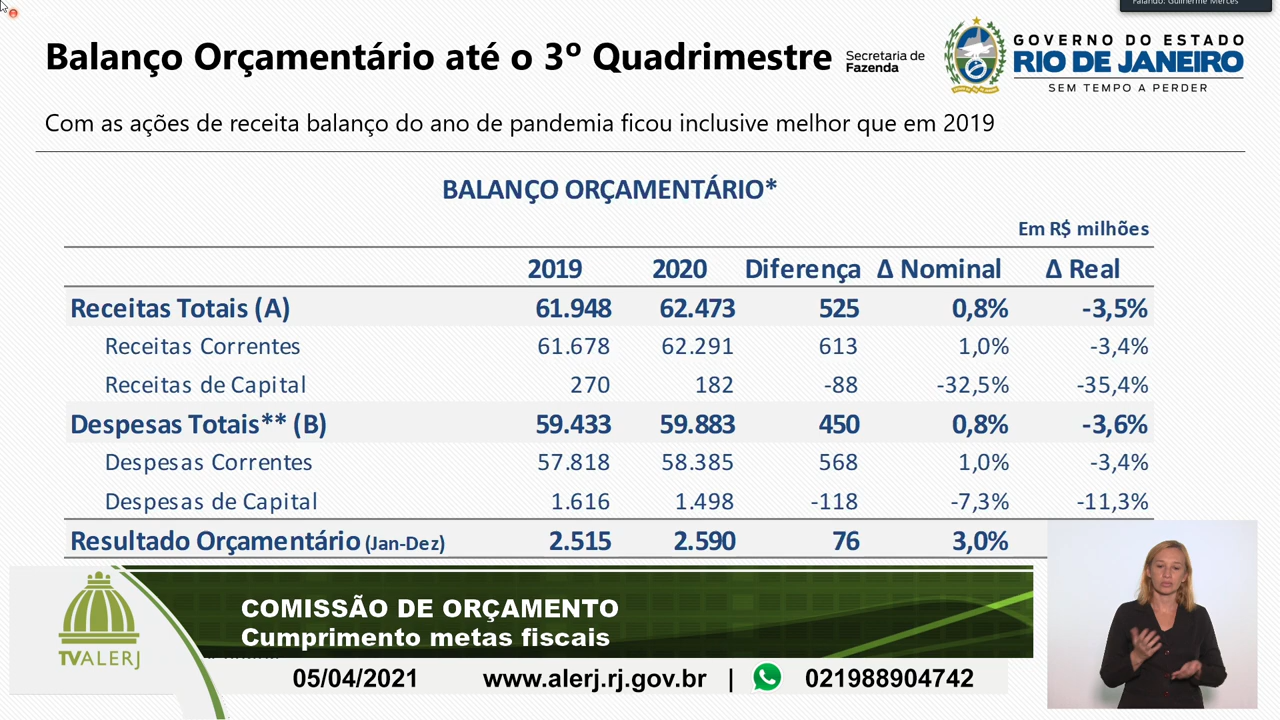 Falando: Guilherme Mercês
Balanço Orçamentário até o 3º Quadrimestre
Secretaria de
Fazenda
GOVERNO DO ESTADO
RIO DE JANEIRO
SEM TEMPO A PERDER
Com as ações de receita balanço do ano de pandemia ficou inclusive melhor que em 2019
BALANÇO ORÇAMENTÁRIO*
Em R$ milhões
2019 2020 Diferença Δ Nominal Δ Real
Receitas Totais (A) 61.948 62.473 525 0,8% -3,5%
Receitas Correntes 61.678 62.291 613 1,0% -3,4%
Receitas de Capital 270 182 -88 -32,5% -35,4%
Despesas Totais** (B) 59.433 59.883 450 0,8% -3,6%
Despesas Correntes 57.818 58.385 568 1,0% -3,4%
Despesas de Capital 1.616 1.498 -118 -7,3% -11,3%
Resultado Orçamentário (Jan-Dez) 2.515 2.590 76 3,0%
COMISSÃO DE ORÇAMENTO
Cumprimento metas fiscais
TVALERJ
05/04/2021 www.alerj.rj.gov.br | 021988904742